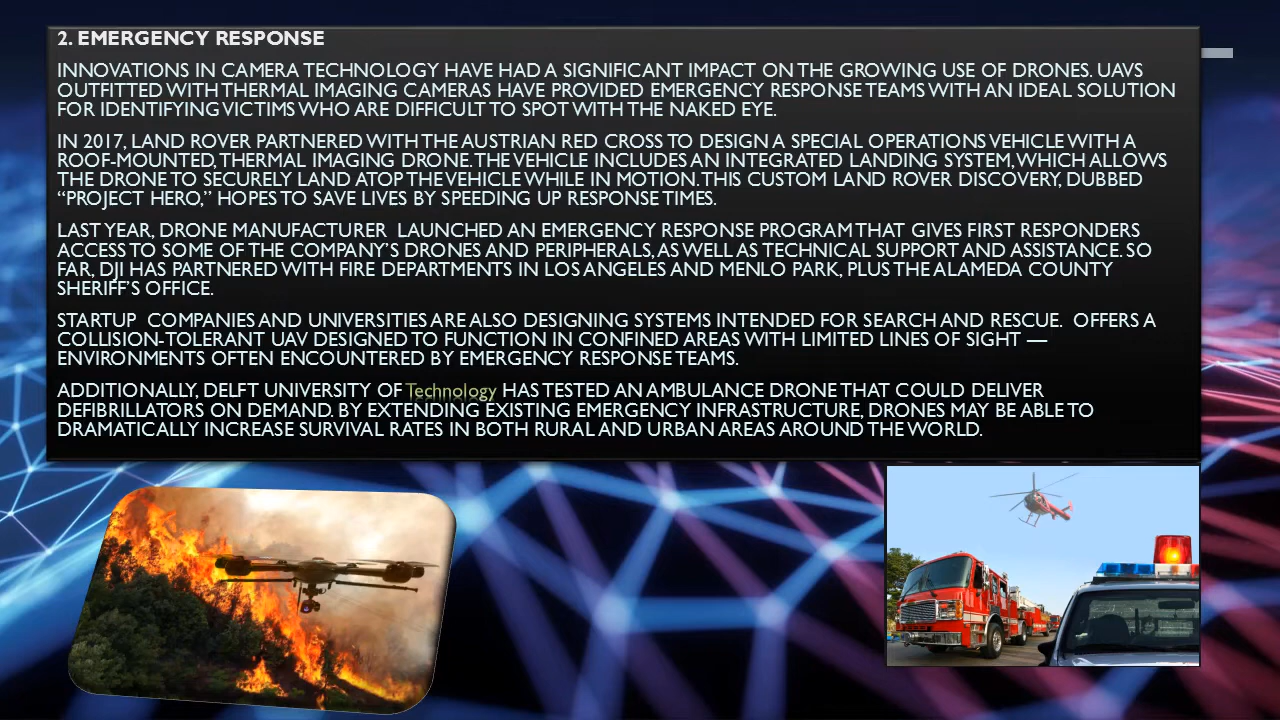 2. EMERGENCY RESPONSE
INNOVATIONS IN CAMERA TECHNOLOGY HAVE HAD A SIGNIFICANT IMPACT ON THE GROWING USE OF DRONES. UAVS
OUTFITTED WITH THERMAL IMAGING CAMERAS HAVE PROVIDED EMERGENCY RESPONSE TEAMS WITH AN IDEAL SOLUTION
FOR IDENTIFYING VICTIMS WHO ARE DIFFICULT TO SPOT WITH THE NAKED EYE.
IN 2017, LAND ROVER PARTNERED WITH THE AUSTRIAN RED CROSS TO DESIGN A SPECIAL OPERATIONS VEHICLE WITH A
ROOF-MOUNTED, THERMAL IMAGING DRONE. THE VEHICLE INCLUDES AN INTEGRATED LANDING SYSTEM, WHICH ALLOWS
THE DRONE TO SECURELY LAND ATOP THE VEHICLE WHILE IN MOTION. THIS CUSTOM LAND ROVER DISCOVERY, DUBBED
“PROJECT HERO,” HOPES TO SAVE LIVES BY SPEEDING UP RESPONSE TIMES.
LAST YEAR, DRONE MANUFACTURER LAUNCHED AN EMERGENCY RESPONSE PROGRAM THAT GIVES FIRST RESPONDERS
ACCESS TO SOME OF THE COMPANY’S DRONES AND PERIPHERALS, AS WELL AS TECHNICAL SUPPORT AND ASSISTANCE. SO
FAR, DJI HAS PARTNERED WITH FIRE DEPARTMENTS IN LOS ANGELES AND MENLO PARK, PLUS THE ALAMEDA COUNTY
SHERIFF’S OFFICE.
STARTUP COMPANIES AND UNIVERSITIES ARE ALSO DESIGNING SYSTEMS INTENDED FOR SEARCH AND RESCUE. OFFERS A
COLLISION-TOLERANT UAV DESIGNED TO FUNCTION IN CONFINED AREAS WITH LIMITED LINES OF SIGHT —
ENVIRONMENTS OFTEN ENCOUNTERED BY EMERGENCY RESPONSE TEAMS.
ADDITIONALLY, DELFT UNIVERSITY OF Technology HAS TESTED AN AMBULANCE DRONE THAT COULD DELIVER
DEFIBRILLATORS ON DEMAND. BY EXTENDING EXISTING EMERGENCY INFRASTRUCTURE, DRONES MAY BE ABLE TO
DRAMATICALLY INCREASE SURVIVAL RATES IN BOTH RURAL AND URBAN AREAS AROUND THE WORLD.